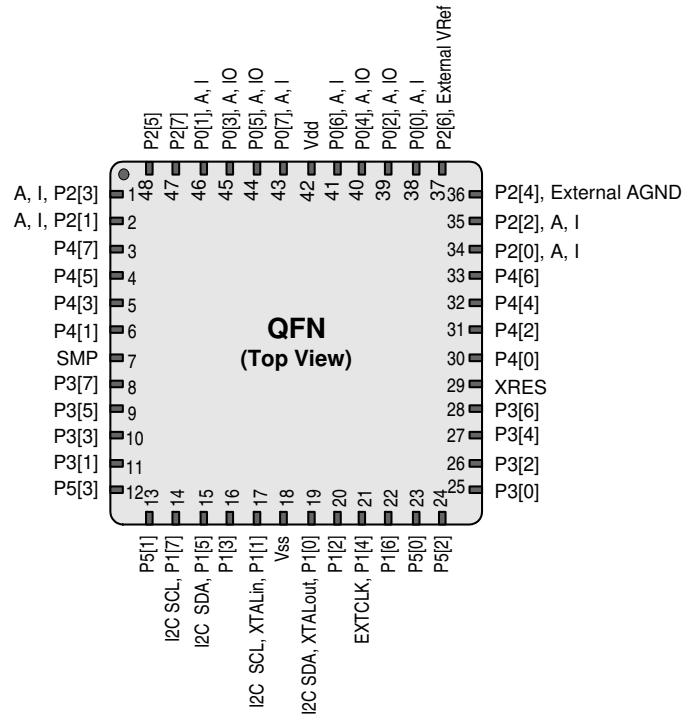 P2[5]
P2[7]
P0[1], A, I
P0[3], A, IO
P0[5], A, IO
P0[7], A, I
Vdd
P0[6], A, I
P0[4], A, IO
P0[2], A, IO
P0[0], A, I
P2[6], External VRef
48
47
46
45
44
43
42
41
40
39
38
37
A, I, P2[3] 1
A, I, P2[1] 2
P4[7] 3
P4[5] 4
P4[3] 5
P4[1] 6
SMP 7
P3[7] 8
P3[5] 9
P3[3] 10
P3[1] 11
P5[3] 12
QFN
(Top View)
36 P2[4], External AGND
35 P2[2], A, I
34 P2[0], A, I
33 P4[6]
32 P4[4]
31 P4[2]
30 P4[0]
29 XRES
28 P3[6]
27 P3[4]
26 P3[2]
25 P3[0]
13
14
15
16
17
18
19
20
21
22
23
24
P5[1]
I2C SCL, P1[7]
I2C SDA, P1[5]
P1[3]
I2C SCL, XTALin, P1[1]
Vss
I2C SDA, XTALout, P1[0]
P1[2]
EXTCLK, P1[4]
P1[6]
P5[0]
P5[2]